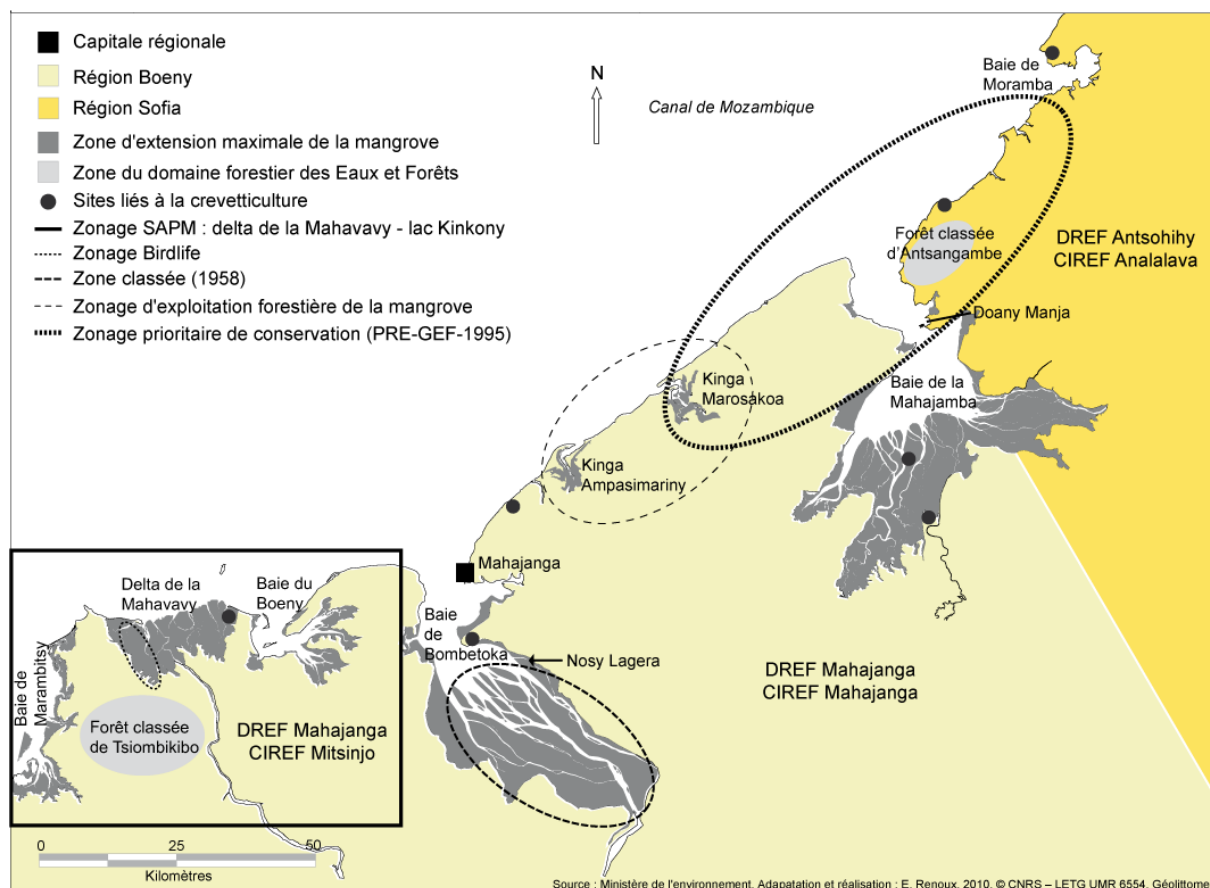 Capitale régionale
Région Boeny
Région Sofia
Zone d'extension maximale de la mangrove
Zone du domaine forestier des Eaux et Forêts
Sites liés à la crevetticulture
Zonage SAPM : delta de la Mahavavy - lac Kinkony
Zonage Birdlife
Zone classée (1958)
Zonage d'exploitation forestière de la mangrove
Zonage prioritaire de conservation (PRE-GEF-1995)
N
Canal de Mozambique
Baie de
Moramba
Forêt classée
d'Antsangambe
DREF Antsohihy
CIREF Analalava
Doany Manja
Baie de la
Mahajamba
Kinga
Marosakoa
Kinga
Ampasimariny
Mahajanga
Baie
de
Bombetoka
Nosy Lagera
DREF Mahajanga
CIREF Mahajanga
Delta de la
Mahavavy
Baie du
Boeny
Baie de
Marambitsy
Forêt classée
de Tsiombikibo
DREF Mahajanga
CIREF Mitsinjo
0 25 50
Kilomètres
Source : Ministère de l'environnement. Adapatation et réalisation : E. Renoux. 2010. © CNRS – LETG UMR 6554. Géolittomer